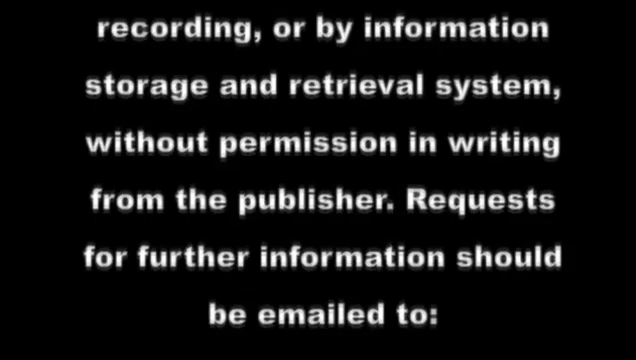 recording, or by information
storage and retrieval system,
without permission in writing
from the publisher. Requests
for further information should
be emailed to: